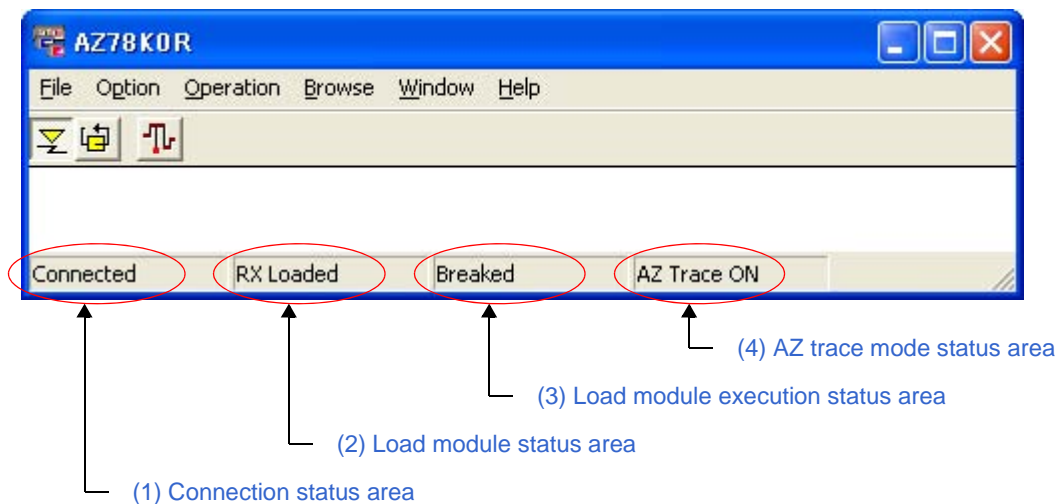 AZ78K0R
File Option Operation Browse Window Help
Connected RX Loaded Breaked AZ Trace ON
(4) AZ trace mode status area
(3) Load module execution status area
(2) Load module status area
(1) Connection status area